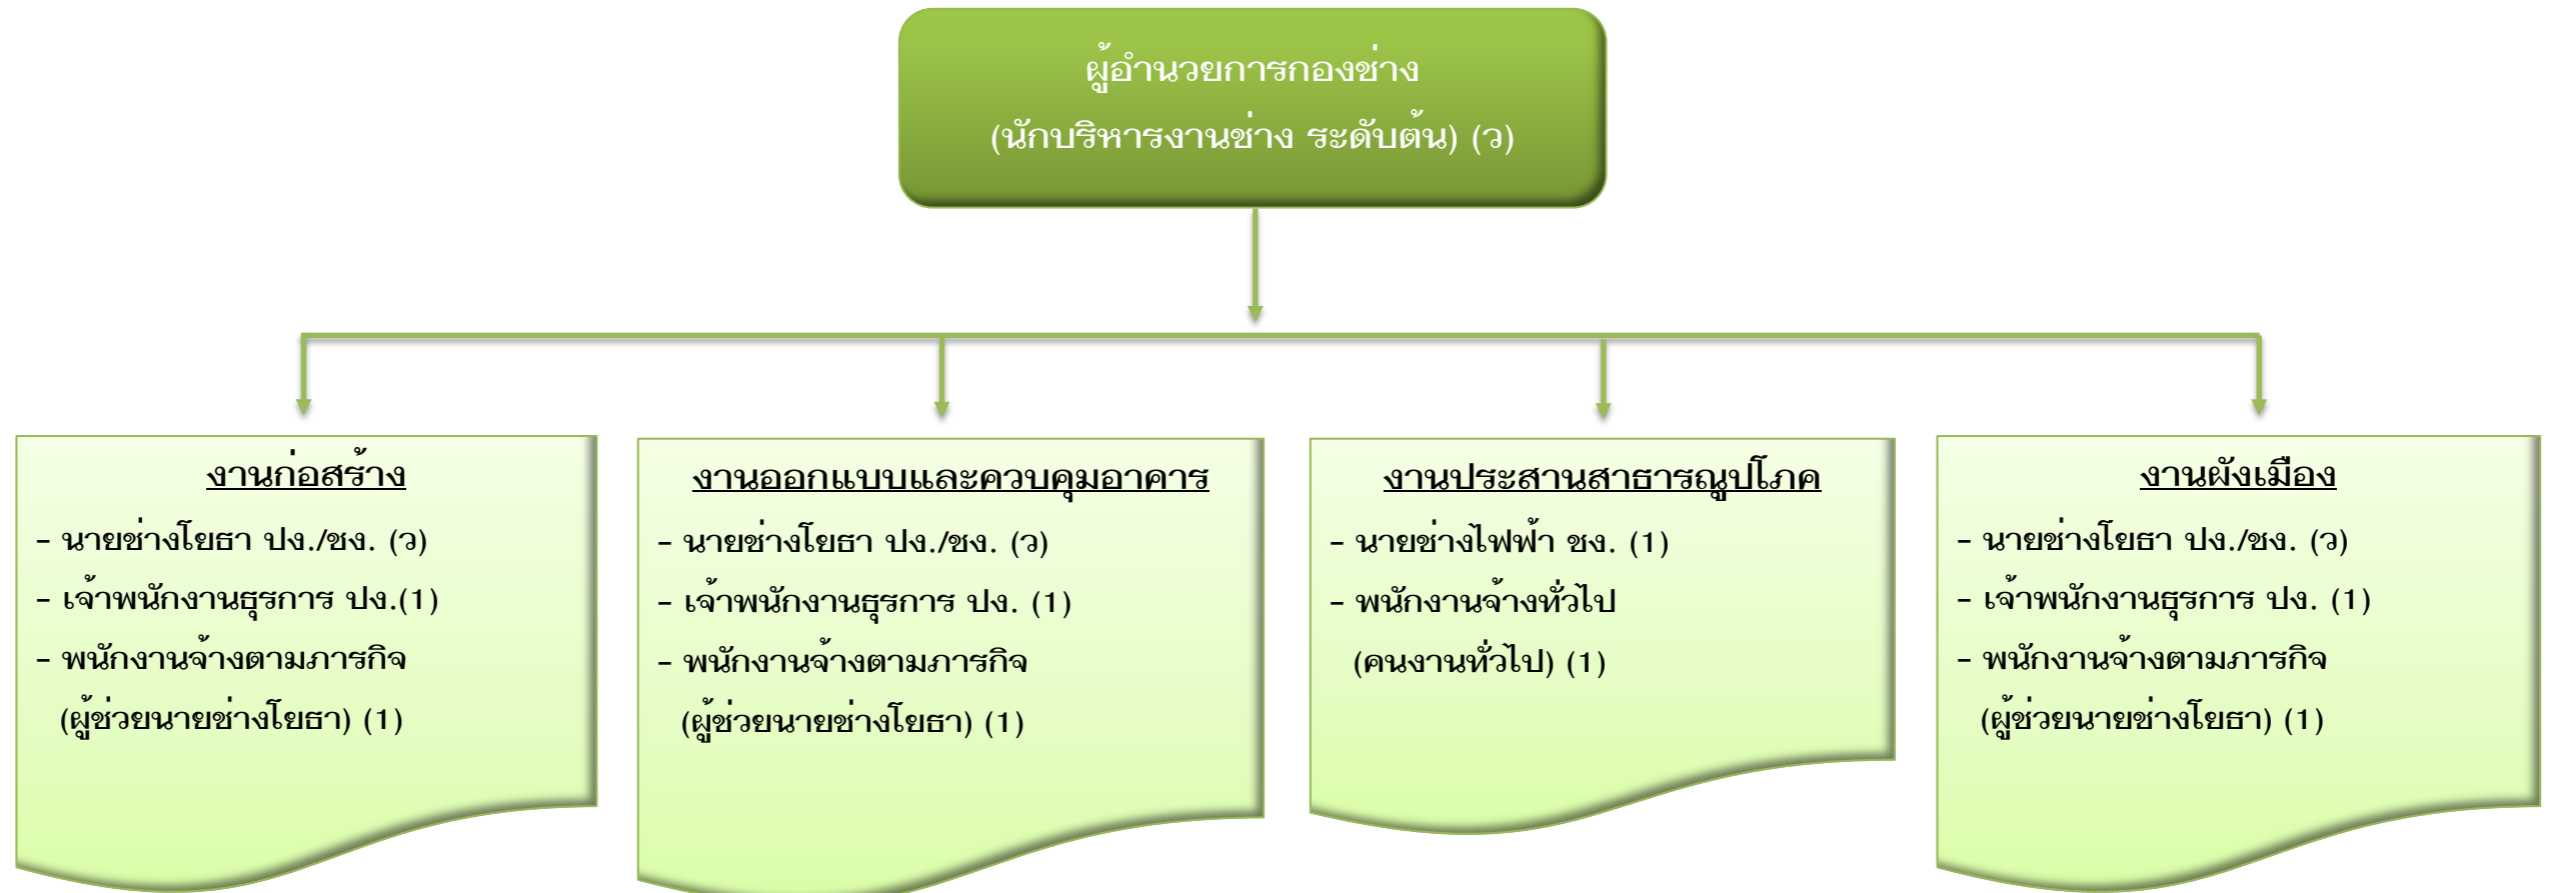 ผู้อำนวยการกองช่าง
(นักบริหารงานช่าง ระดับต้น) (ว)
งานก่อสร้าง
- นายช่างโยธา ปง./ชง. (ว)
- เจ้าพนักงานธุรการ ปง.(1)
- พนักงานจ้างตามภารกิจ
(ผู้ช่วยนายช่างโยธา) (1)
งานออกแบบและควบคุมอาคาร
- นายช่างโยธา ปง./ชง. (ว)
- เจ้าพนักงานธุรการ ปง. (1)
- พนักงานจ้างตามภารกิจ
(ผู้ช่วยนายช่างโยธา) (1)
งานประสานสาธารณูปโภค
- นายช่างไฟฟ้า ชง. (1)
- พนักงานจ้างทั่วไป
(คนงานทั่วไป) (1)
งานผังเมือง
- นายช่างโยธา ปง./ชง. (ว)
- เจ้าพนักงานธุรการ ปง. (1)
- พนักงานจ้างตามภารกิจ
(ผู้ช่วยนายช่างโยธา) (1)